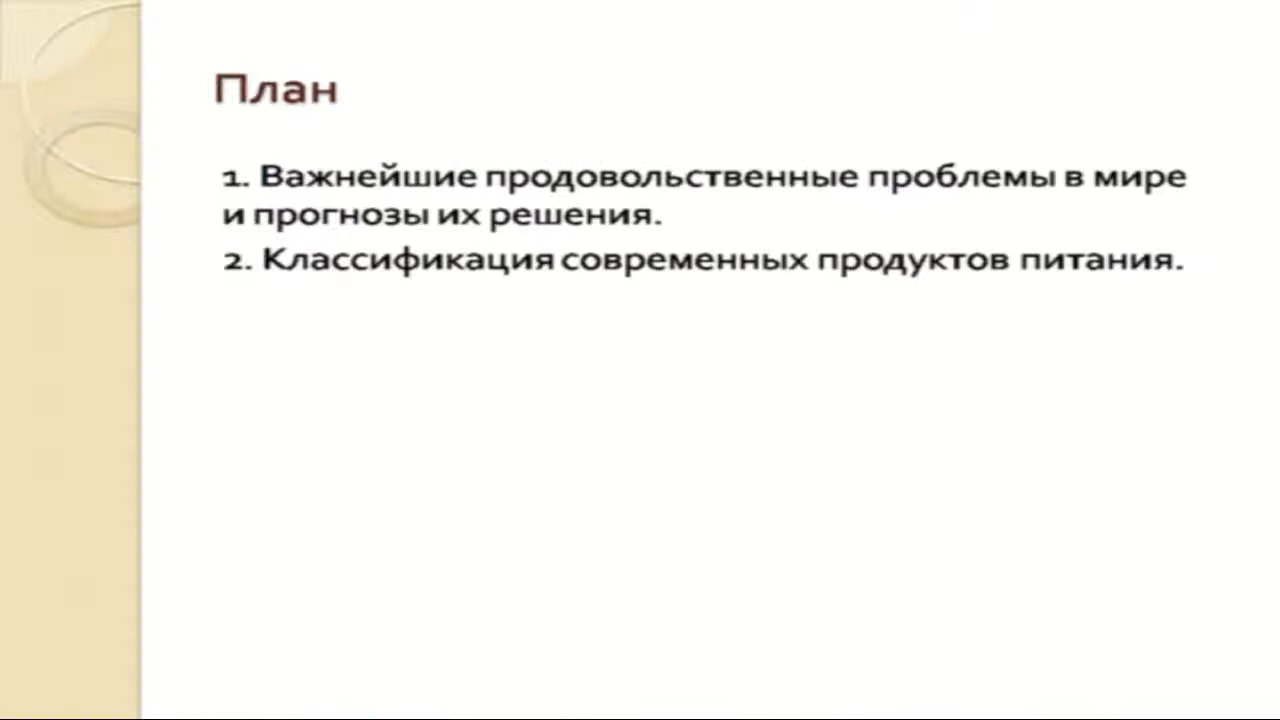 План
1. Важнейшие продовольственные проблемы в мире
и прогнозы их решения.
2. Классификация современных продуктов питания.